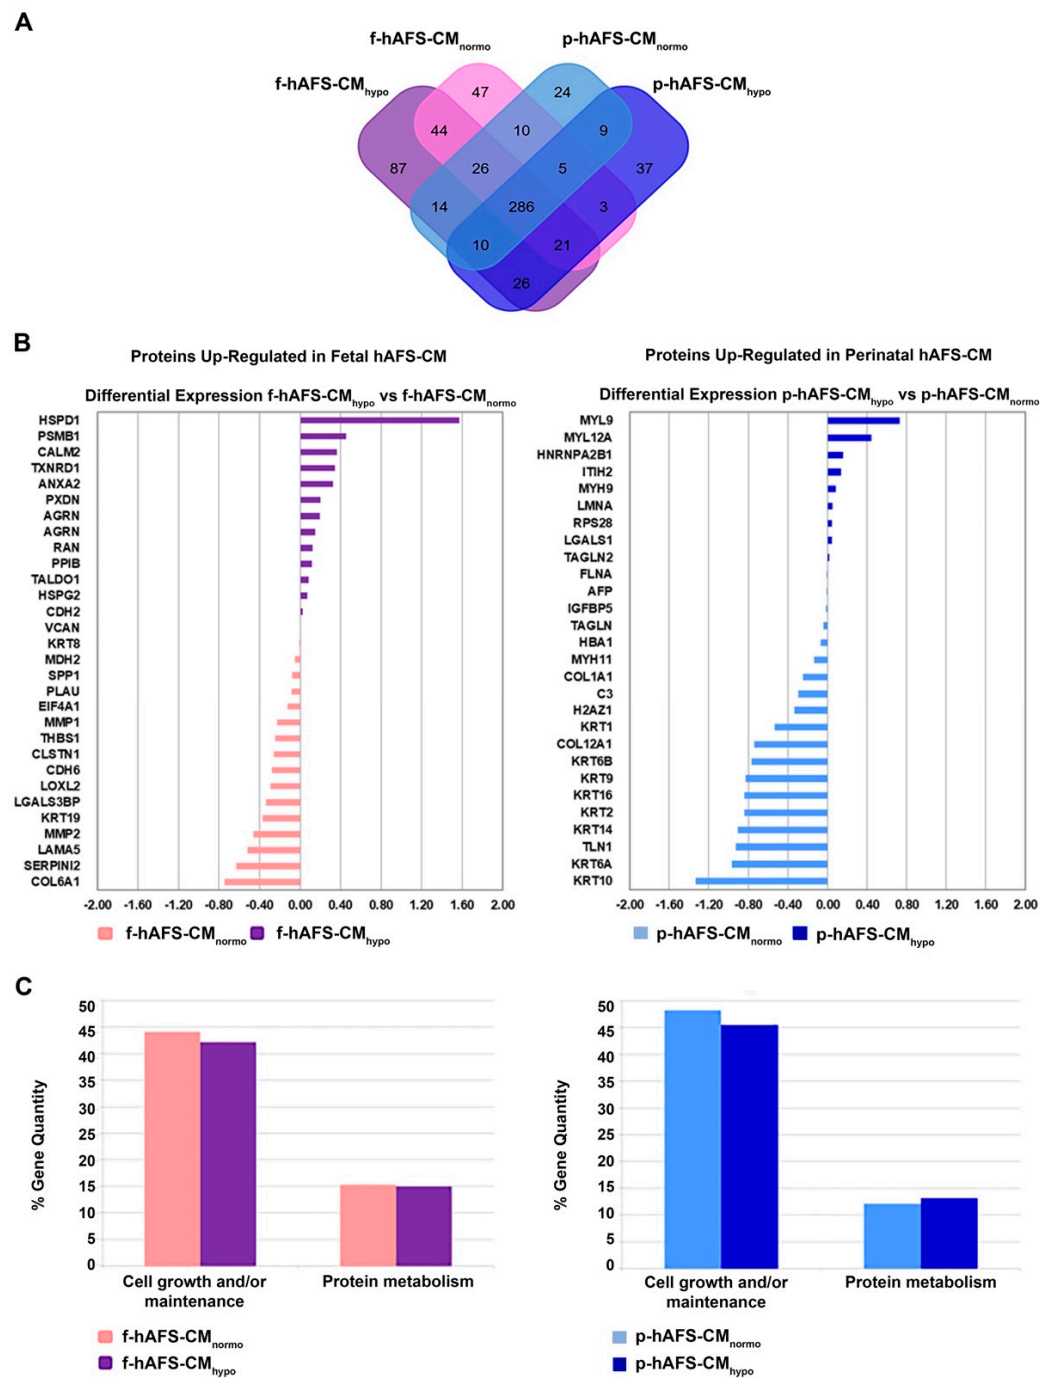 A
f-hAFS-CMnormo
p-hAFS-CMnormo
f-hAFS-CMhypo
p-hAFS-CMhypo
47
24
44
10
9
87
26
5
37
14
286
3
10
21
26
B
Proteins Up-Regulated in Fetal hAFS-CM
Differential Expression f-hAFS-CMhypo vs f-hAFS-CMnormo
HSPD1
PSMB1
CALM2
TXNRD1
ANXA2
PXDN
AGRN
AGRN
RAN
PPIB
TALDO1
HSPG2
CDH2
VCAN
KRT8
MDH2
SPP1
PLAU
EIF4A1
MMP1
THBS1
CLSTN1
CDH6
LOXL2
LGALS3BP
KRT19
MMP2
LAMA5
SERPINI2
COL6A1
-2.00 -1.60 -1.20 -0.80 -0.40 0.00 0.40 0.80 1.20 1.60 2.00
f-hAFS-CMnormo f-hAFS-CMhypo
Proteins Up-Regulated in Perinatal hAFS-CM
Differential Expression p-hAFS-CMhypo vs p-hAFS-CMnormo
MYL9
MYL12A
HNRNPA2B1
ITIH2
MYH9
LMNA
RPS28
LGALS1
TAGLN2
FLNA
AFP
IGFBP5
TAGLN
HBA1
MYH11
COL1A1
C3
H2AZ1
KRT1
COL12A1
KRT6B
KRT9
KRT16
KRT2
KRT14
TLN1
KRT6A
KRT10
-2.00 -1.60 -1.20 -0.80 -0.40 0.00 0.40 0.80 1.20 1.60 2.00
p-hAFS-CMnormo p-hAFS-CMhypo
C
% Gene Quantity
50
45
40
35
30
25
20
15
10
5
0
Cell growth and/or
maintenance
Protein metabolism
f-hAFS-CMnormo
f-hAFS-CMhypo
% Gene Quantity
50
45
40
35
30
25
20
15
10
5
0
Cell growth and/or
maintenance
Protein metabolism
p-hAFS-CMnormo
p-hAFS-CMhypo